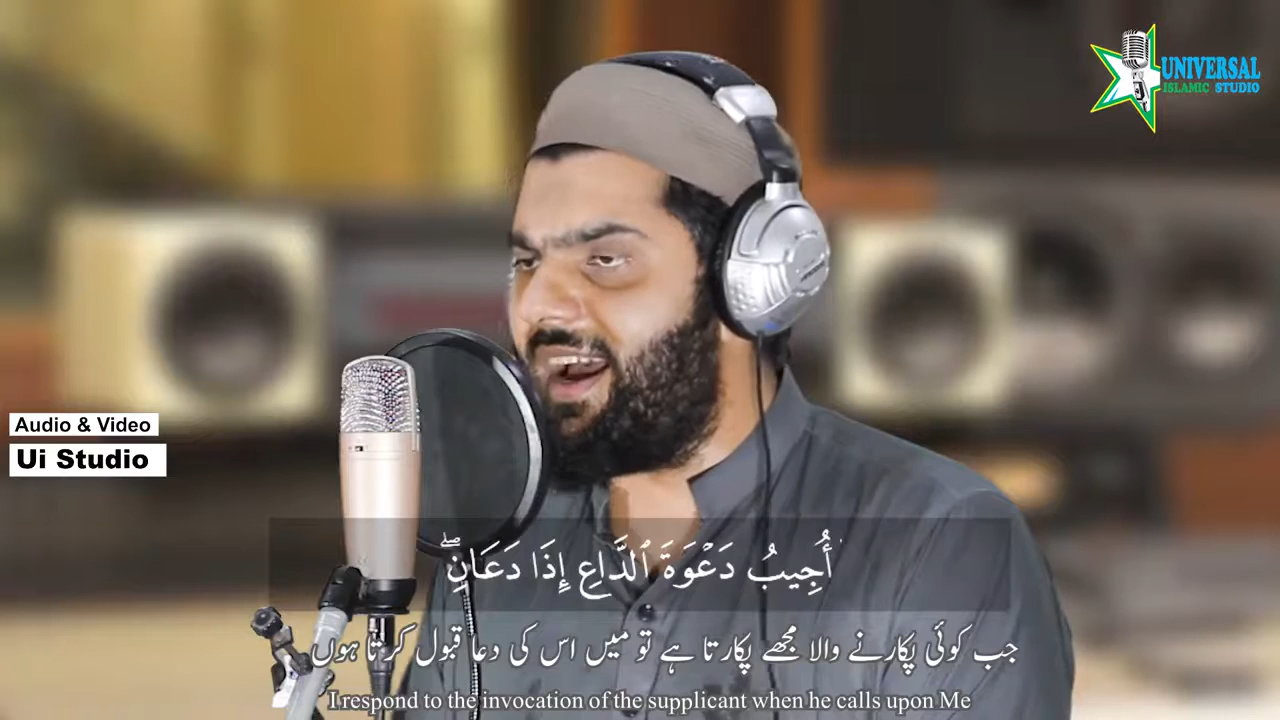 UNIVERSAL
ISLAMIC STUDIO
Audio & Video
Ui Studio
أُجِيبُ دَعْوَةَ ٱلدَّاعِ إِذَا دَعَانِ ۖ
جب کوئی پکارنے والا مجھے پکارتا ہے تو میں اس کی دعا قبول کرتا ہوں
I respond to the invocation of the supplicant when he calls upon Me